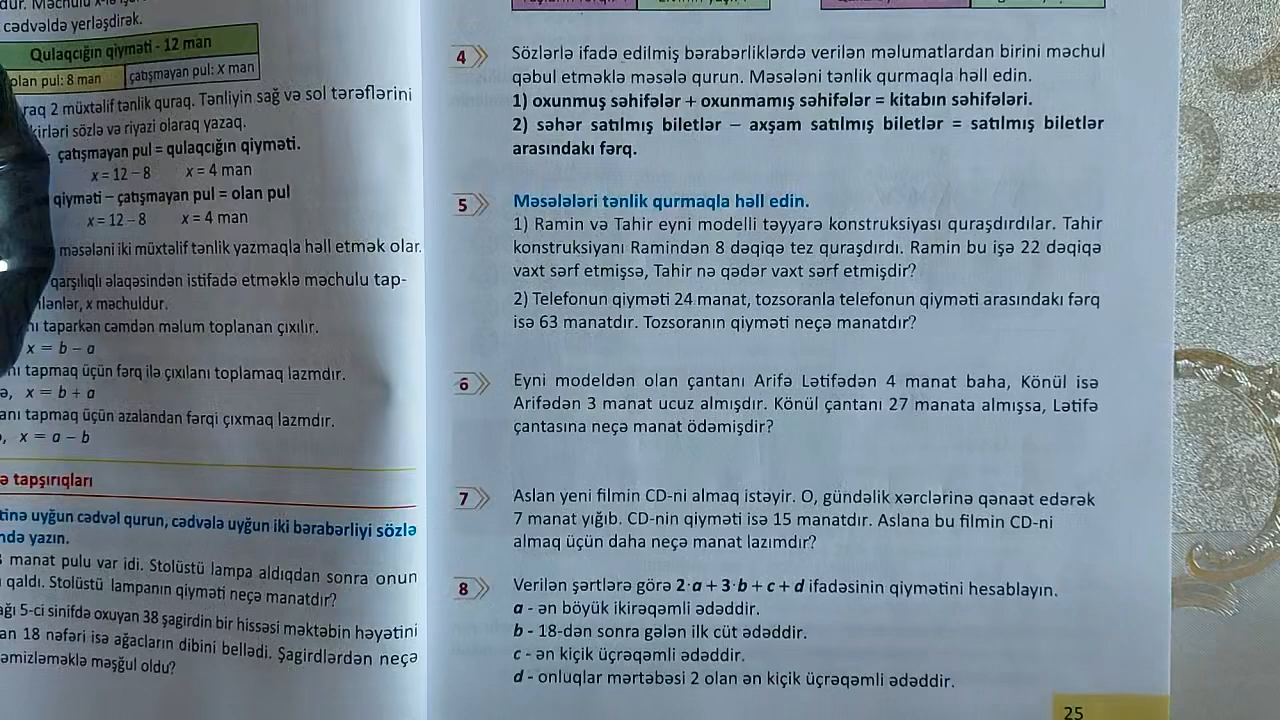 cədvəldə yerləşdirək.
Qulaqcığın qiyməti - 12 man
olan pul: 8 man
çatışmayan pul: x man
raq 2 müxtəlif tənlik quraq. Tənliyin sağ və sol tərəflərini
kirləri sözlə və riyazi olaraq yazaq.
çatışmayan pul = qulaqcığın qiyməti.
x = 12 – 8 x = 4 man
qiyməti – çatışmayan pul = olan pul
x = 12 – 8 x = 4 man
məsələni iki müxtəlif tənlik yazmaqla həll etmək olar.
qarşılıqlı əlaqəsindən istifadə etməklə məchulu tap-
lənlər, x məchuldur.
nı taparkən cəmdən məlum toplanan çıxılır.
x = b – a
nı tapmaq üçün fərq ilə çıxılanı toplamaq lazımdır.
ə, x = b + a
anı tapmaq üçün azalandan fərqi çıxmaq lazmdır.
, x = a – b
ə tapşırıqları
tinə uyğun cədvəl qurun, cədvələ uyğun iki bərabərliyi sözlə
ndə yazın.
manat pulu var idi. Stolüstü lampa aldıqdan sonra onun
qaldı. Stolüstü lampanın qiyməti neçə manatdır?
ağı 5-ci sinifdə oxuyan 38 şagirdin bir hissəsi məktəbin həyətini
an 18 nəfəri isə ağacların dibini bellədi. Şagirdlərdən neçə
əmizləməklə məşğul oldu?
4
Sözlərlə ifadə edilmiş bərabərliklərdə verilən məlumatlardan birini məchul
qəbul etməklə məsələ qurun. Məsələni tənlik qurmaqla həll edin.
1) oxunmuş səhifələr + oxunmamış səhifələr = kitabın səhifələri.
2) səhər satılmış biletlər – axşam satılmış biletlər = satılmış biletlər
arasındakı fərq.
5
Məsələləri tənlik qurmaqla həll edin.
1) Ramin və Tahir eyni modelli təyyarə konstruksiyası quraşdırdılar. Tahir
konstruksiyanı Ramindən 8 dəqiqə tez quraşdırdı. Ramin bu işə 22 dəqiqə
vaxt sərf etmişsə, Tahir nə qədər vaxt sərf etmişdir?
2) Telefonun qiyməti 24 manat, tozsoranla telefonun qiyməti arasındakı fərq
isə 63 manatdır. Tozsoranın qiyməti neçə manatdır?
6
Eyni modeldən olan çantanı Arifə Lətifədən 4 manat baha, Könül isə
Arifədən 3 manat ucuz almışdır. Könül çantanı 27 manata almışsa, Lətifə
çantasına neçə manat ödəmişdir?
7
Aslan yeni filmin CD-ni almaq istəyir. O, gündəlik xərclərinə qənaət edərək
7 manat yığıb. CD-nin qiyməti isə 15 manatdır. Aslana bu filmin CD-ni
almaq üçün daha neçə manat lazımdır?
8
Verilən şərtlərə görə 2·a + 3·b + c + d ifadəsinin qiymətini hesablayın.
a - ən böyük ikirəqəmli ədəddir.
b - 18-dən sonra gələn ilk cüt ədəddir.
c - ən kiçik üçrəqəmli ədəddir.
d - onluqlar mərtəbəsi 2 olan ən kiçik üçrəqəmli ədəddir.
25